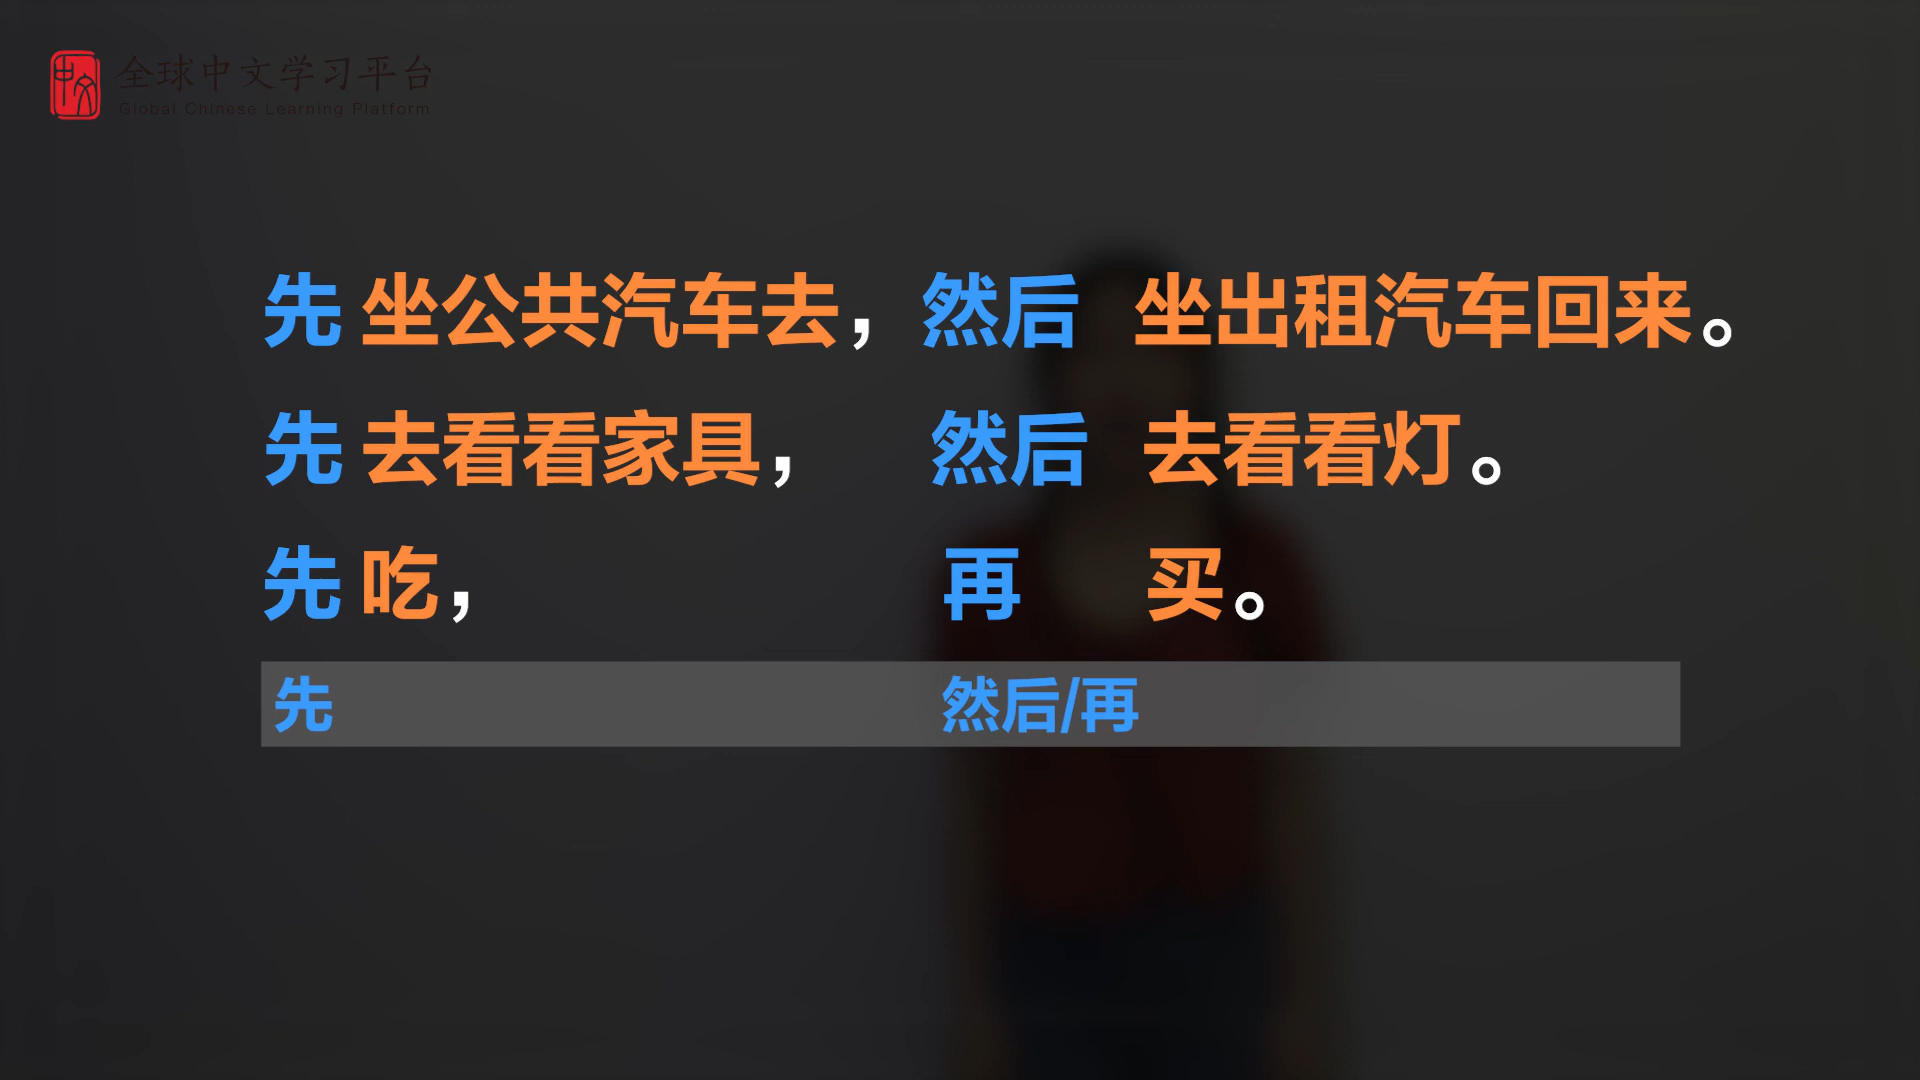 中文
全球中文学习平台
Global Chinese Learning Platform
先 坐公共汽车去，然后 坐出租汽车回来。
先 去看看家具， 然后 去看看灯。
先 吃， 再 买。
先 然后/再